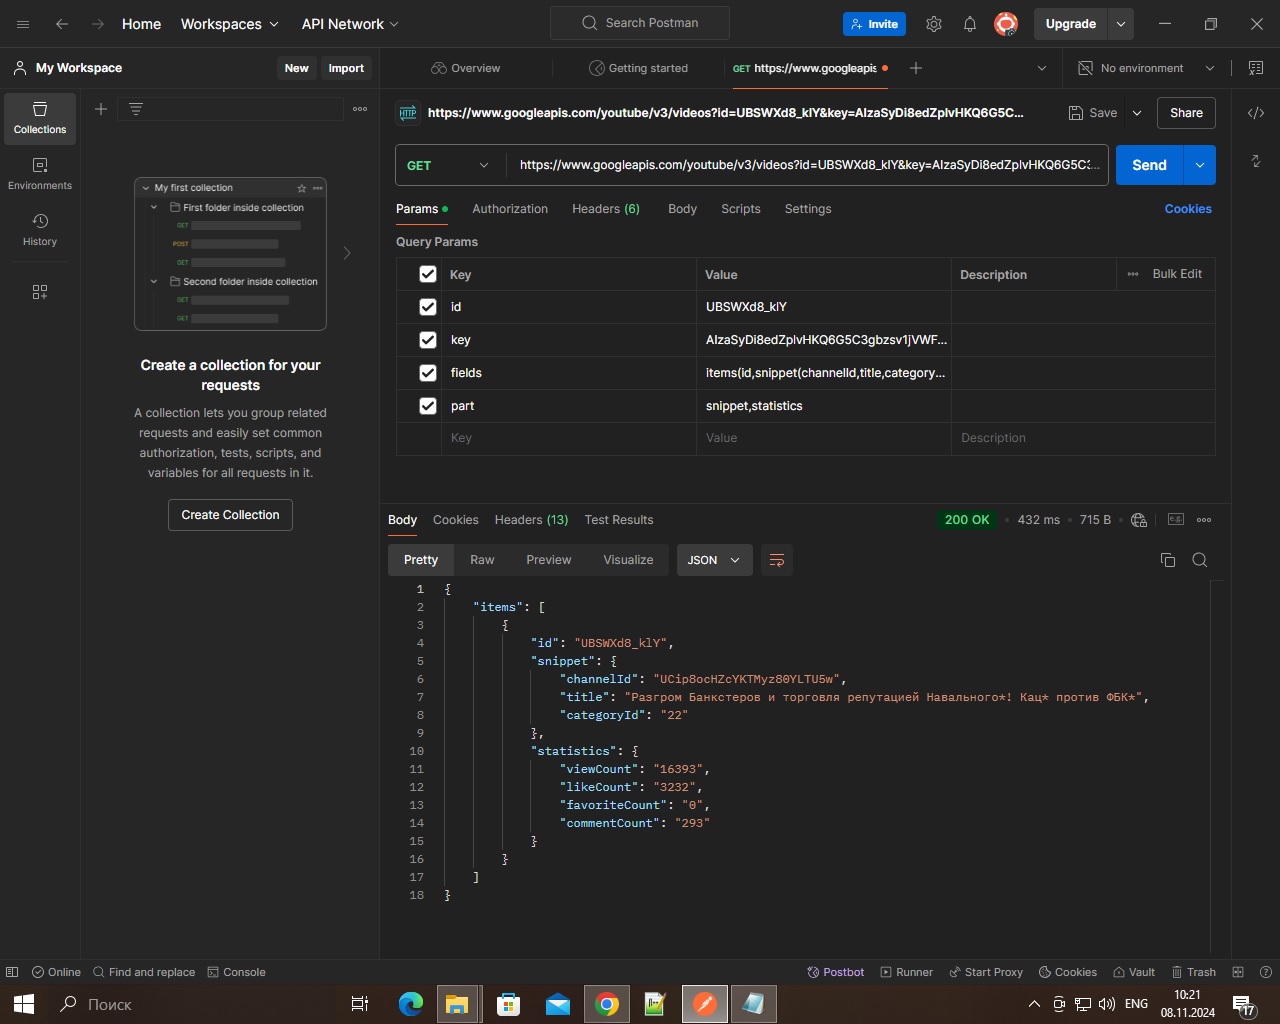 Home Workspaces API Network Search Postman Invite Upgrade
My Workspace New Import Overview Getting started GET https://www.googleapis No environment
Collections
Environments
History
My first collection
First folder inside collection
GET
POST
GET
Second folder inside collection
GET
GET
Create a collection for your
requests
A collection lets you group related
requests and easily set common
authorization, tests, scripts, and
variables for all requests in it.
Create Collection
HTTP https://www.googleapis.com/youtube/v3/videos?id=UBSWXd8_klY&key=AIzaSyDi8edZplvHKQ6G5C... Save Share
GET https://www.googleapis.com/youtube/v3/videos?id=UBSWXd8_klY&key=AIzaSyDi8edZplvHKQ6G5C3... Send
Params Authorization Headers (6) Body Scripts Settings Cookies
Query Params
Key Value Description Bulk Edit
id UBSWXd8_klY
key AIzaSyDi8edZplvHKQ6G5C3gbzsv1jVWF...
fields items(id,snippet(channelId,title,category...
part snippet,statistics
Key Value Description
Body Cookies Headers (13) Test Results 200 OK 432 ms 715 B e.g.
Pretty Raw Preview Visualize JSON
1 {
2 "items": [
3 {
4 "id": "UBSWXd8_klY",
5 "snippet": {
6 "channelId": "UCip8ocHZcYKTMyz80YLTU5w",
7 "title": "Разгром Банкстеров и торговля репутацией Навального*! Кац* против ФБК*",
8 "categoryId": "22"
9 },
10 "statistics": {
11 "viewCount": "16393",
12 "likeCount": "3232",
13 "favoriteCount": "0",
14 "commentCount": "293"
15 }
16 }
17 ]
18 }
Online Find and replace Console Postbot Runner Start Proxy Cookies Vault Trash
Поиск ENG 10:21
08.11.2024 17